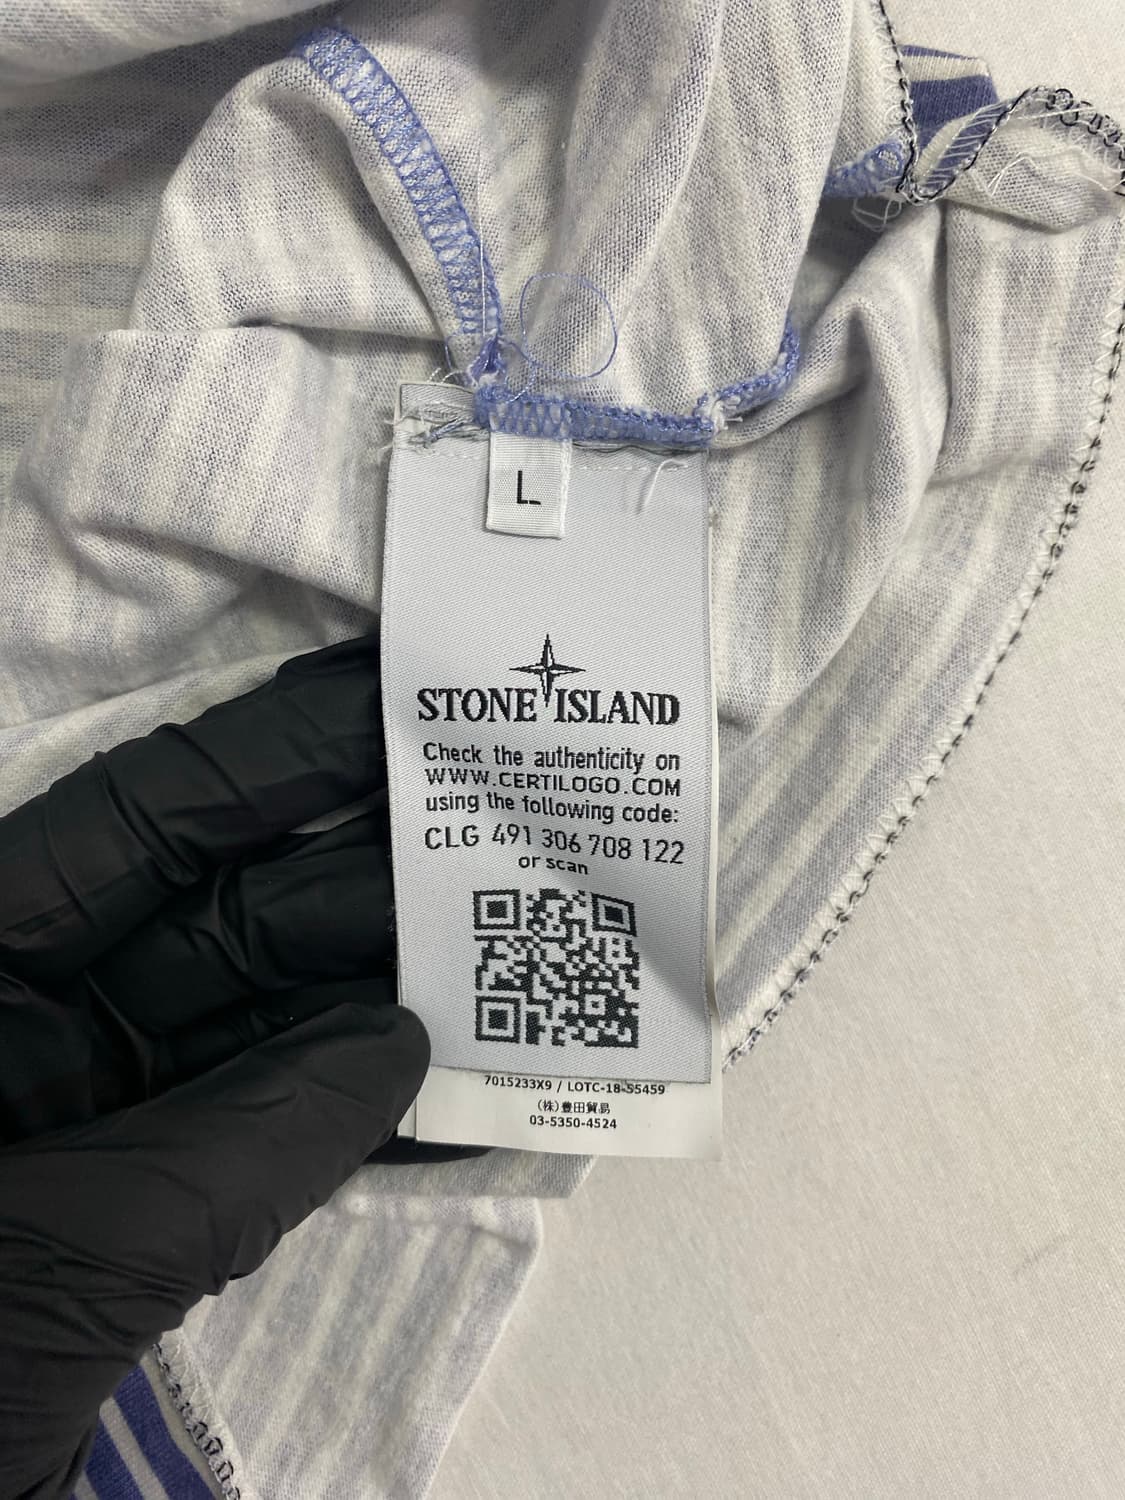 L
STONE ISLAND
Check the authenticity on
WWW.CERTILOGO.COM
using the following code:
CLG 491 306 708 122
or scan
7015233X9 / LOTC-18-S5459
(株)豊田貿易
03-5350-4524